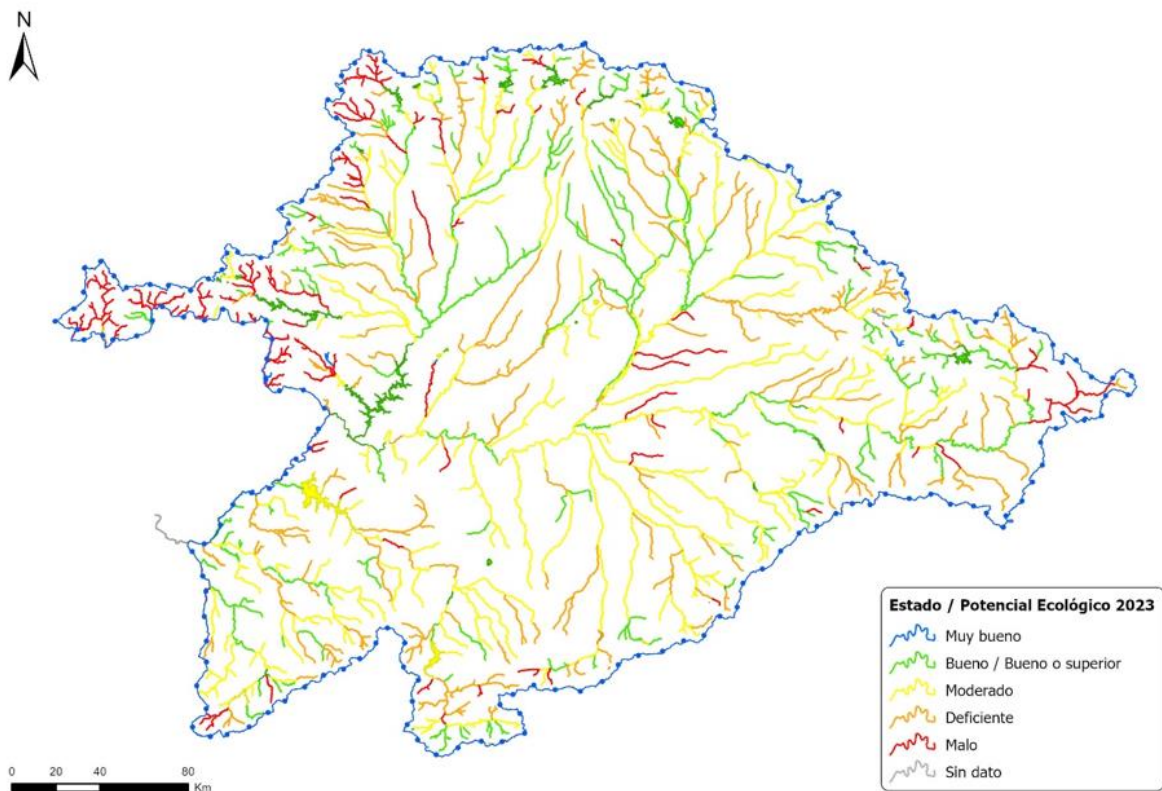 N
Estado / Potencial Ecológico 2023
Muy bueno
Bueno / Bueno o superior
Moderado
Deficiente
Malo
Sin dato
0 20 40 80
Km